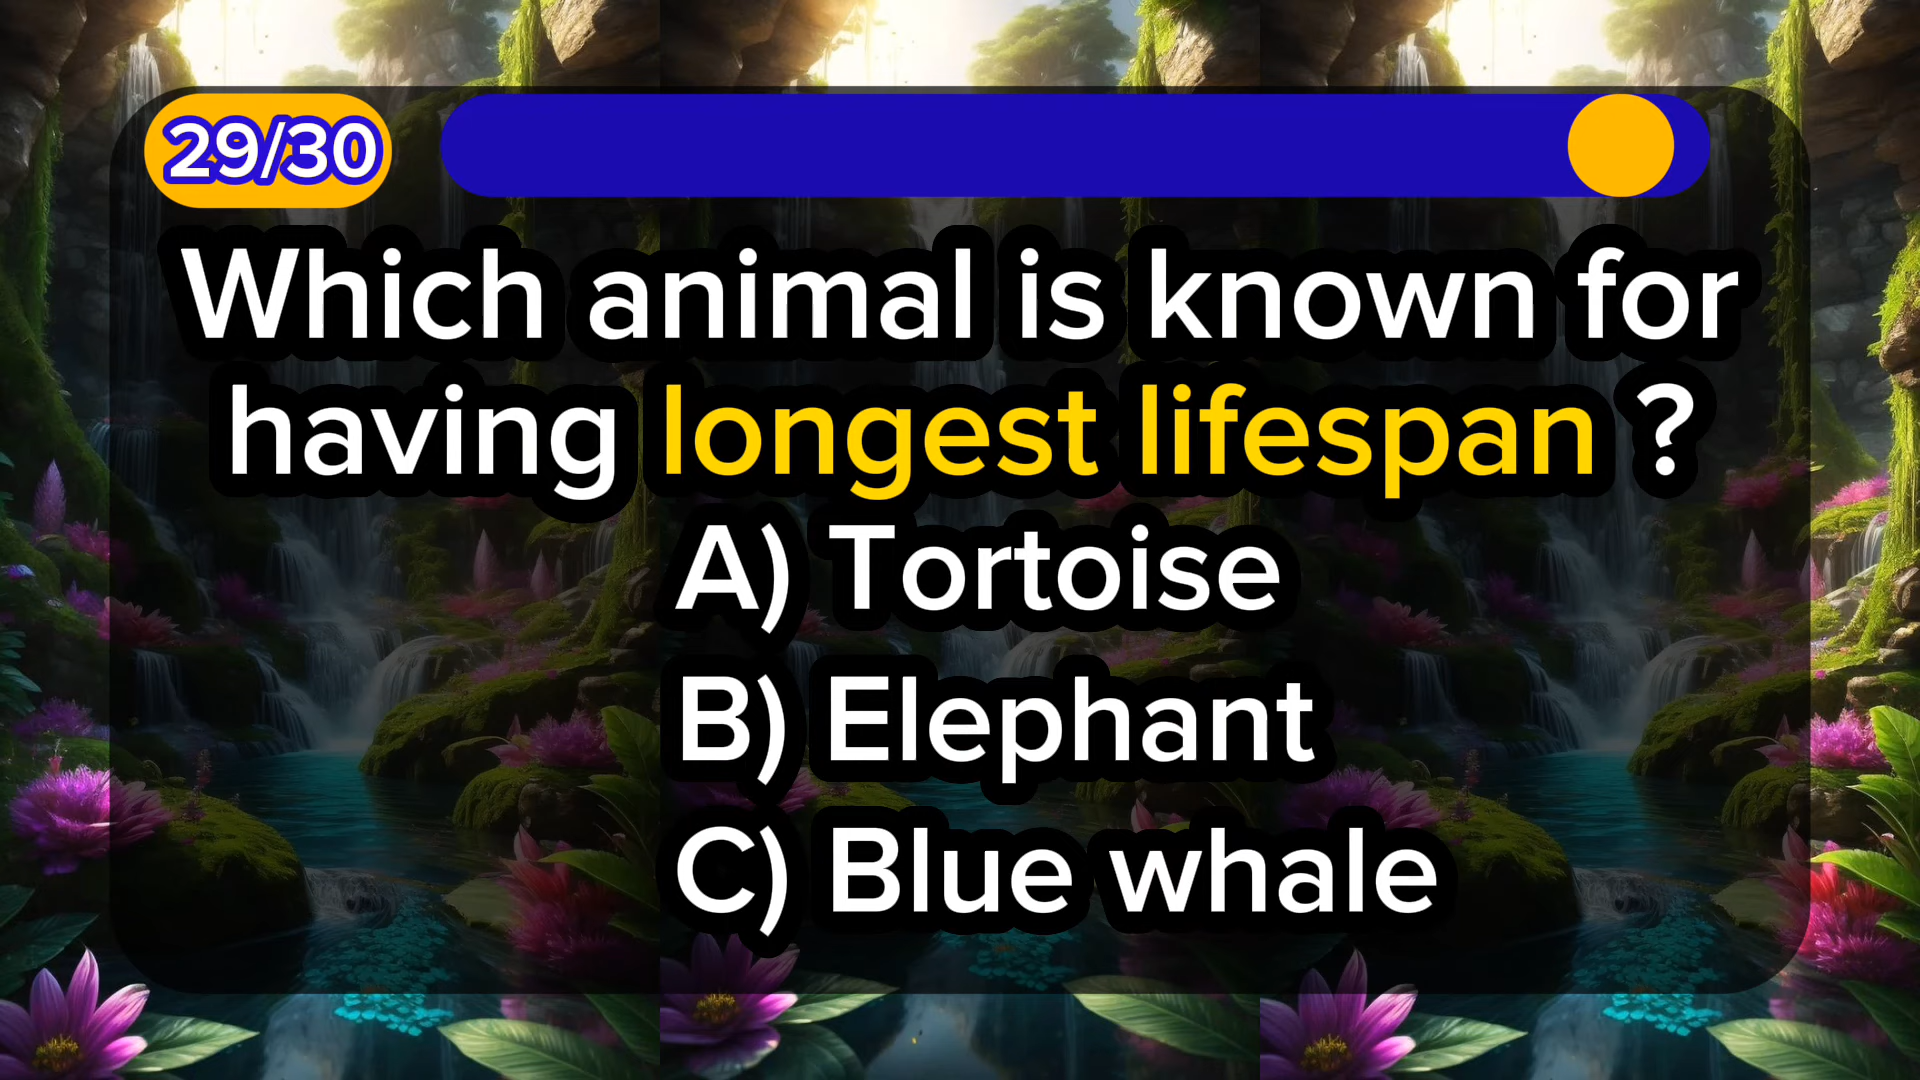 29/30
Which animal is known for
having longest lifespan ?
A) Tortoise
B) Elephant
C) Blue whale